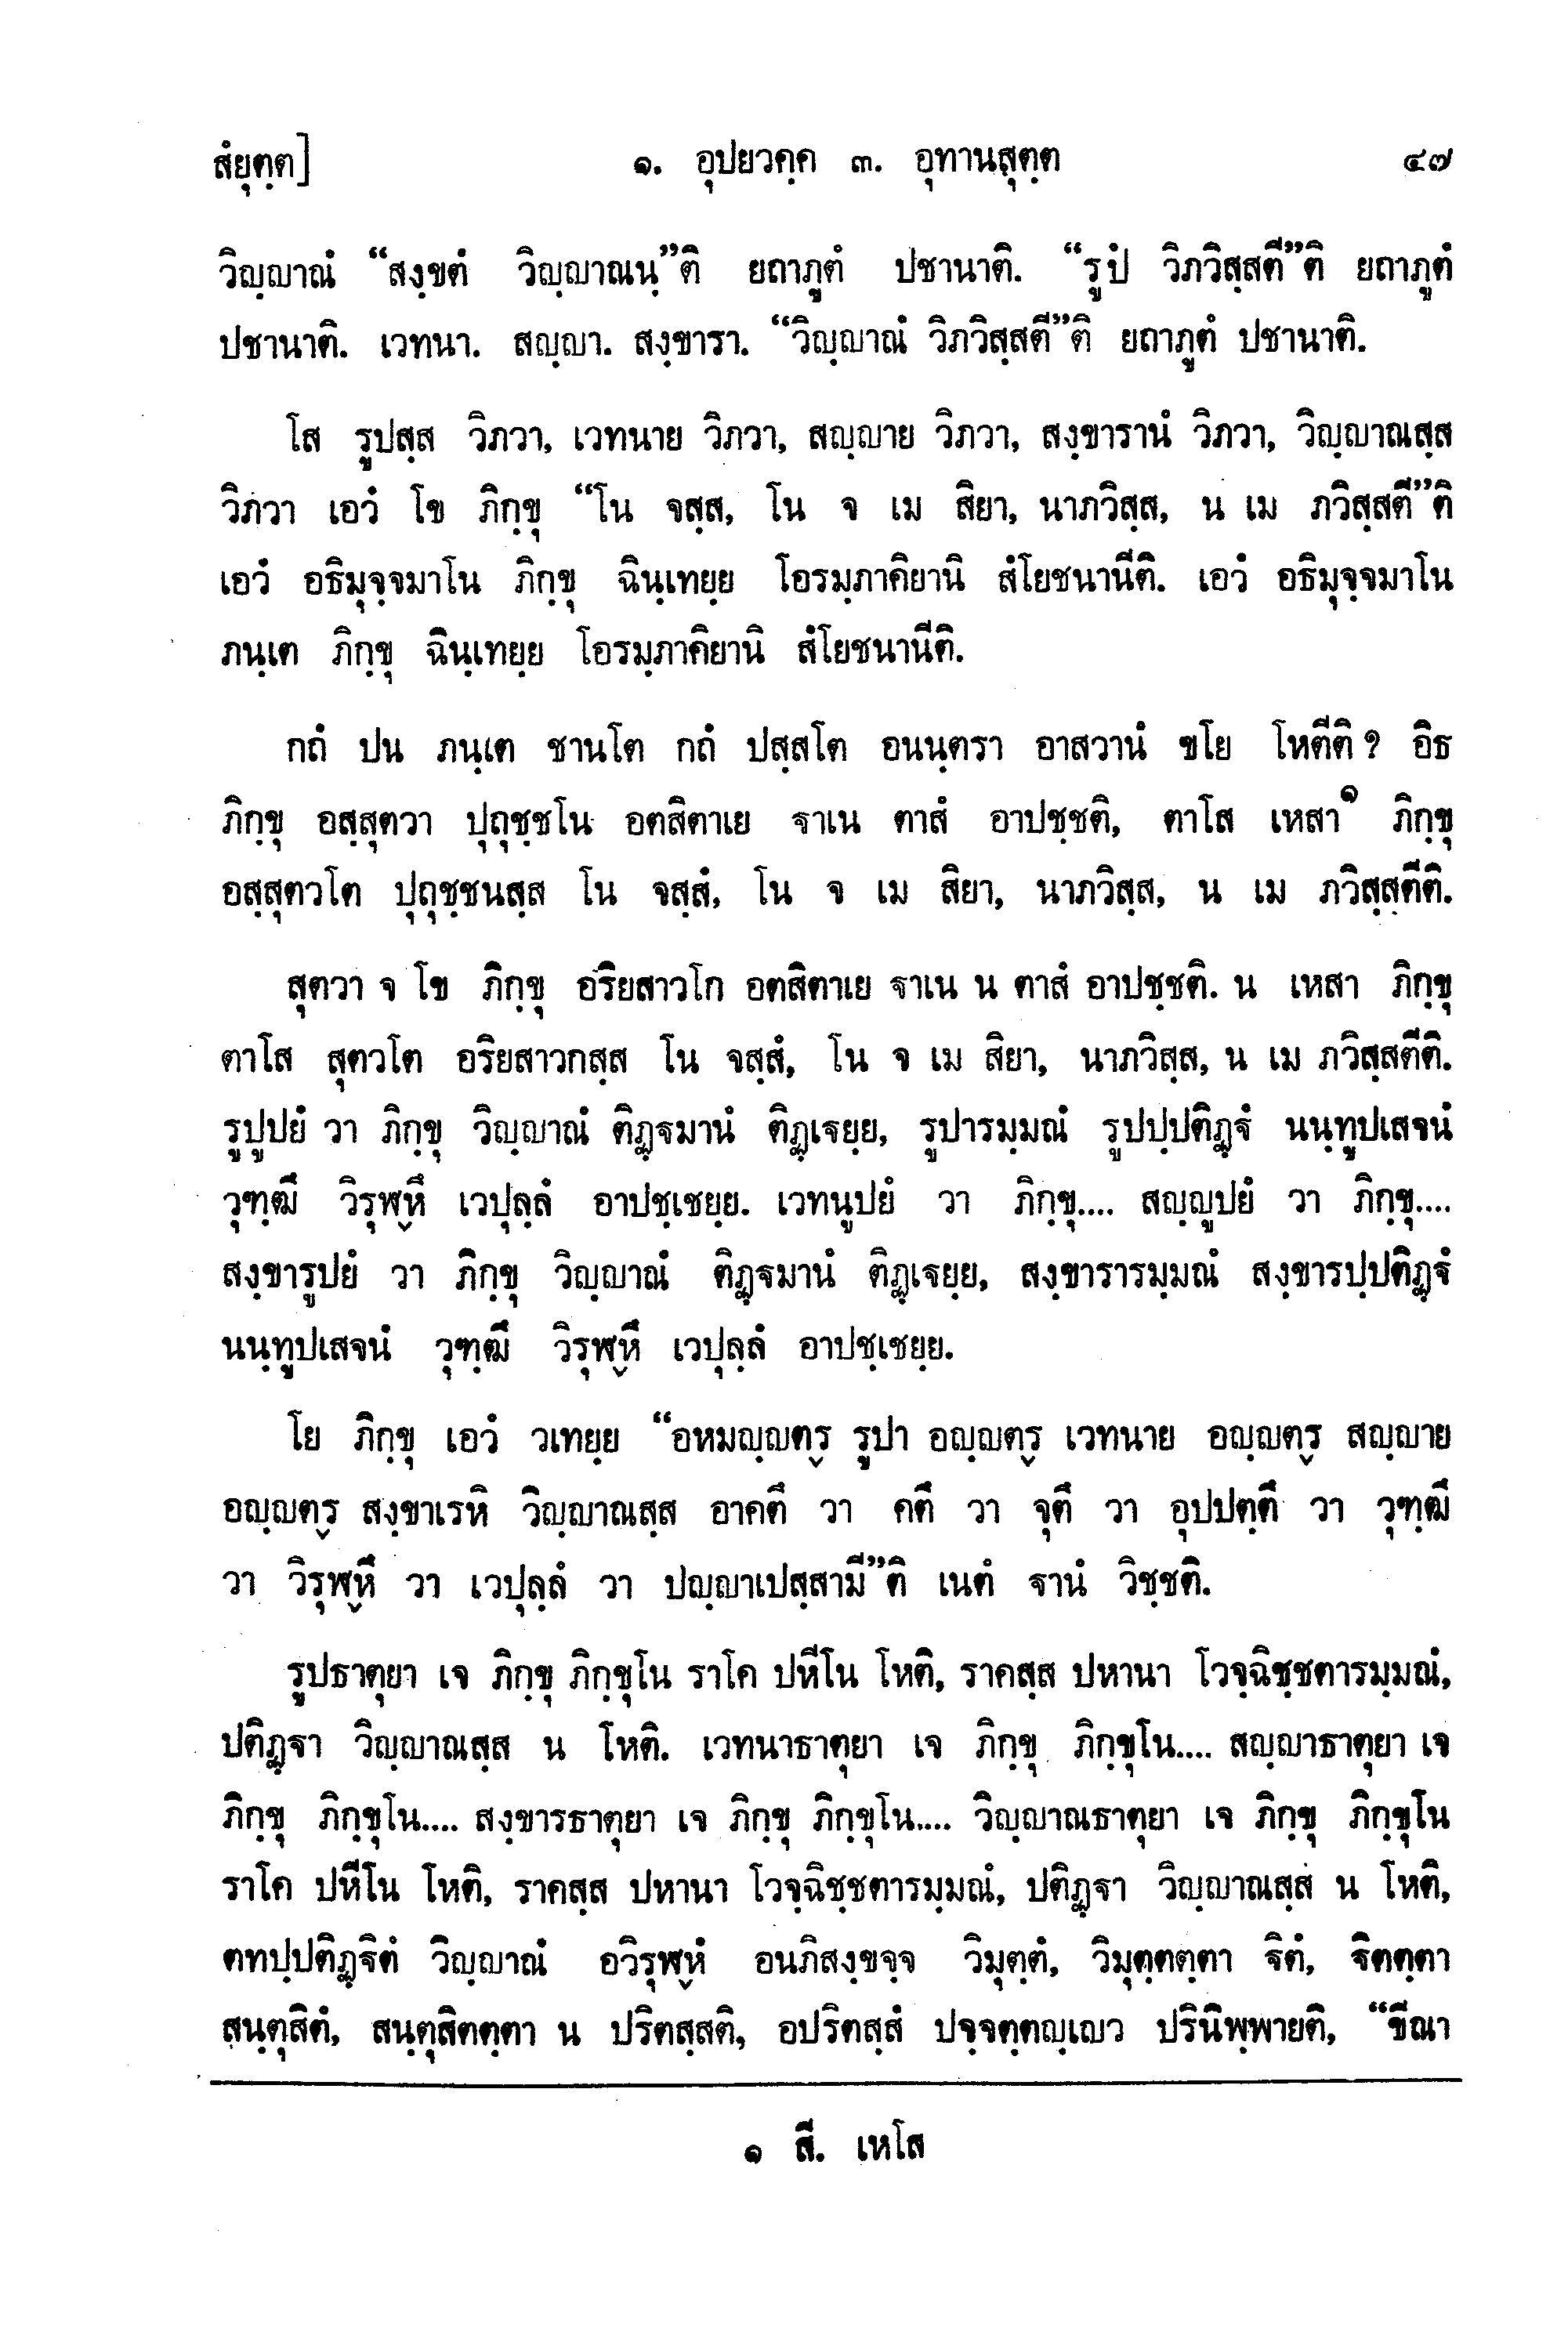 สํยุตฺต] ๑. อุปยวคฺค ๓. อุทานสุตฺต ๔๗
วิญฺญาณํ “สงฺขตํ วิญฺญาณนฺ”ติ ยถาภูตํ ปชานาติ. “รูปํ วิภวิสฺสตี”ติ ยถาภูตํ
ปชานาติ. เวทนา. สญฺญา. สงฺขารา. “วิญฺญาณํ วิภวิสฺสตี”ติ ยถาภูตํ ปชานาติ.
โส รูปสฺส วิภวา, เวทนาย วิภวา, สญฺญาย วิภวา, สงฺขารานํ วิภวา, วิญฺญาณสฺส
วิภวา เอวํ โข ภิกฺขุ “โน จสฺส, โน จ เม สิยา, นาภวิสฺส, น เม ภวิสฺสตี”ติ
เอวํ อธิมุจฺจมาโน ภิกฺขุ ฉินฺเทยฺย โอรมฺภาคิยานิ สํโยชนานีติ. เอวํ อธิมุจฺจมาโน
ภนฺเต ภิกฺขุ ฉินฺเทยฺย โอรมฺภาคิยานิ สํโยชนานีติ.
กถํ ปน ภนฺเต ชานโต กถํ ปสฺสโต อนนฺตรา อาสวานํ ขโย โหตีติ ? อิธ
ภิกฺขุ อสฺสุตวา ปุถุชฺชโน อตสิตาเย ฐาเน ตาสํ อาปชฺชติ, ตาโส เหสา๑ ภิกฺขุ
อสฺสุตวโต ปุถุชฺชนสฺส โน จสฺสํ, โน จ เม สิยา, นาภวิสฺส, น เม ภวิสฺสตีติ.
สุตวา จ โข ภิกฺขุ อริยสาวโก อตสิตาเย ฐาเน น ตาสํ อาปชฺชติ. น เหสา ภิกฺขุ
ตาโส สุตวโต อริยสาวกสฺส โน จสฺสํ, โน จ เม สิยา, นาภวิสฺส, น เม ภวิสฺสตีติ.
รูปูปยํ วา ภิกฺขุ วิญฺญาณํ ติฏฺฐมานํ ติฏฺเฐยฺย, รูปารมฺมณํ รูปปฺปติฏฺฐํ นนฺทูปเสจนํ
วุฑฺฒึ วิรุฬฺหึ เวปุลฺลํ อาปชฺเชยฺย. เวทนูปยํ วา ภิกฺขุ.... สญฺญูปยํ วา ภิกฺขุ....
สงฺขารูปยํ วา ภิกฺขุ วิญฺญาณํ ติฏฺฐมานํ ติฏฺเฐยฺย, สงฺขารารมฺมณํ สงฺขารปฺปติฏฺฐํ
นนฺทูปเสจนํ วุฑฺฒึ วิรุฬฺหึ เวปุลฺลํ อาปชฺเชยฺย.
โย ภิกฺขุ เอวํ วเทยฺย “อหมญฺญตฺร รูปา อญฺญตฺร เวทนาย อญฺญตฺร สญฺญาย
อญฺญตฺร สงฺขาเรหิ วิญฺญาณสฺส อาคตึ วา คตึ วา จุตึ วา อุปปตฺตึ วา วุฑฺฒึ
วา วิรุฬฺหึ วา เวปุลฺลํ วา ปญฺญาเปสฺสามี”ติ เนตํ ฐานํ วิชฺชติ.
รูปธาตุยา เจ ภิกฺขุ ภิกฺขุโน ราโค ปหีโน โหติ, ราคสฺส ปหานา โวจฺฉิชฺชตารมฺมณํ,
ปติฏฺฐา วิญฺญาณสฺส น โหติ. เวทนาธาตุยา เจ ภิกฺขุ ภิกฺขุโน.... สญฺญาธาตุยา เจ
ภิกฺขุ ภิกฺขุโน.... สงฺขารธาตุยา เจ ภิกฺขุ ภิกฺขุโน.... วิญฺญาณธาตุยา เจ ภิกฺขุ ภิกฺขุโน
ราโค ปหีโน โหติ, ราคสฺส ปหานา โวจฺฉิชฺชตารมฺมณํ, ปติฏฺฐา วิญฺญาณสฺส น โหติ,
ตทปฺปติฏฺฐิตํ วิญฺญาณํ อวิรุฬฺหํ อนภิสงฺขจฺจ วิมุตฺตํ, วิมุตฺตตฺตา ฐิตํ, ฐิตตฺตา
สนฺตุสิตํ, สนฺตุสิตตฺตา น ปริตสฺสติ, อปริตสฺสํ ปจฺจตฺตญฺเญว ปรินิพฺพายติ, “ขีณา
๑ สี. เหโส